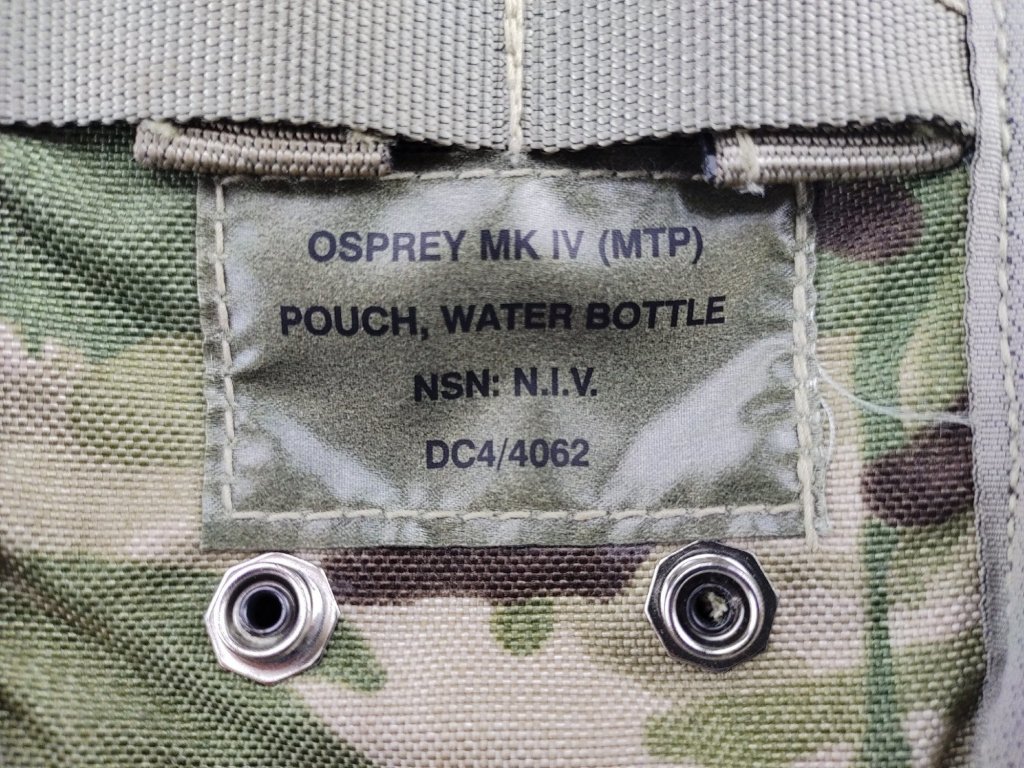 OSPREY MK IV (MTP)
POUCH, WATER BOTTLE
NSN: N.I.V.
DC4/4062